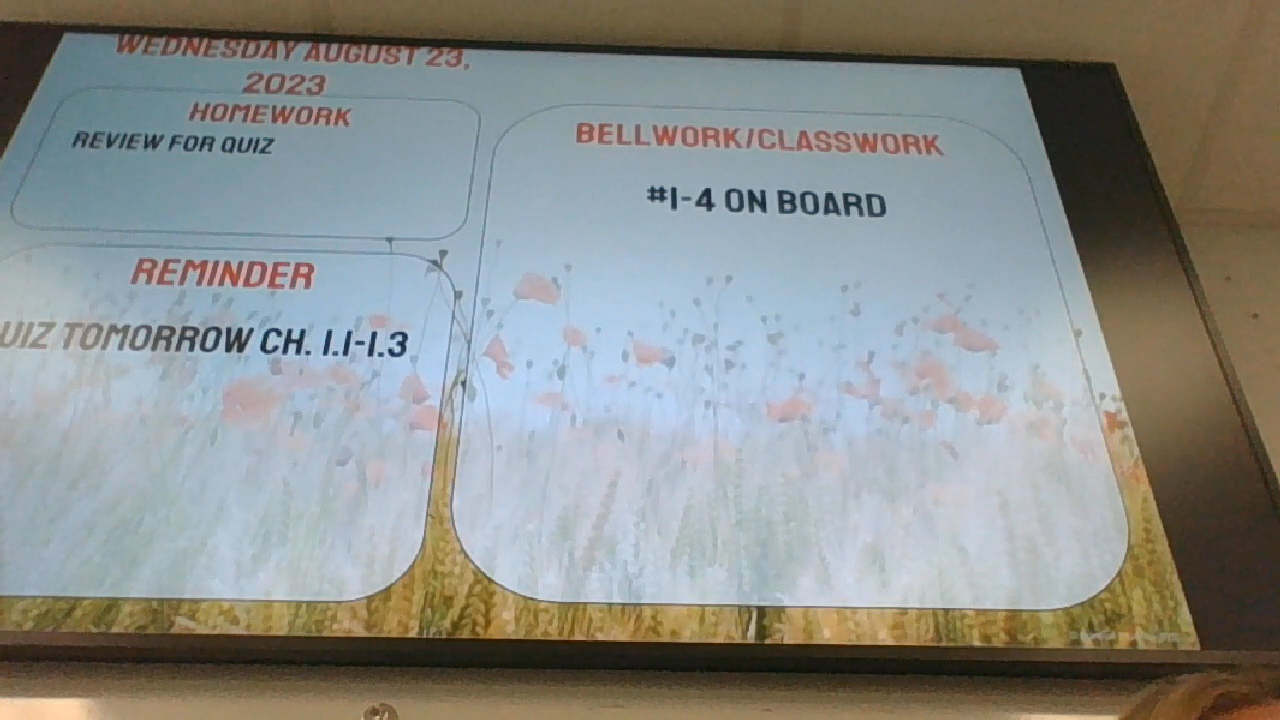 WEDNESDAY AUGUST 23,
2023
HOMEWORK
REVIEW FOR QUIZ
REMINDER
UIZ TOMORROW CH. 1.1-1.3
BELLWORK/CLASSWORK
#1-4 ON BOARD